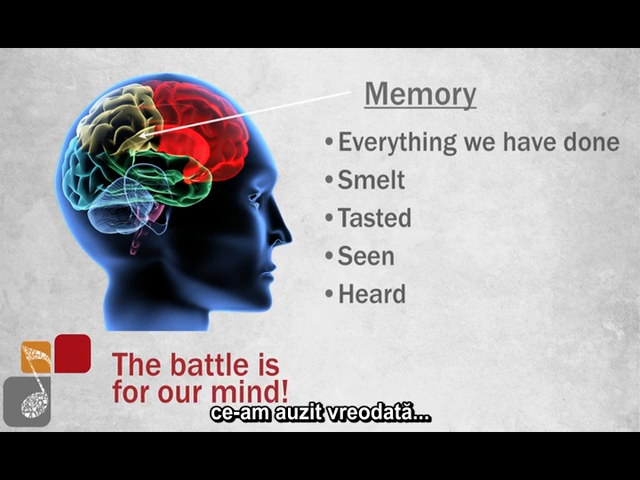 Memory
• Everything we have done
• Smelt
• Tasted
• Seen
• Heard
The battle is
for our mind!
ce-am auzit vreodată...